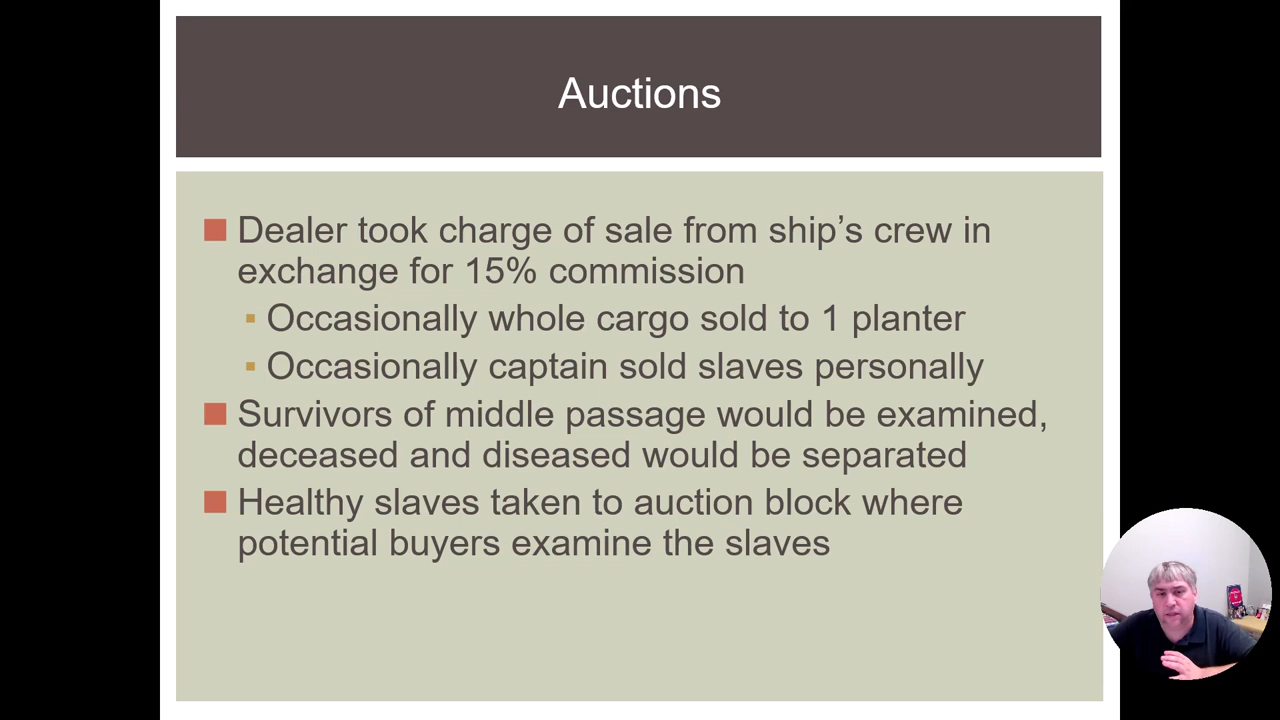 Auctions
Dealer took charge of sale from ship’s crew in
exchange for 15% commission
Occasionally whole cargo sold to 1 planter
Occasionally captain sold slaves personally
Survivors of middle passage would be examined,
deceased and diseased would be separated
Healthy slaves taken to auction block where
potential buyers examine the slaves